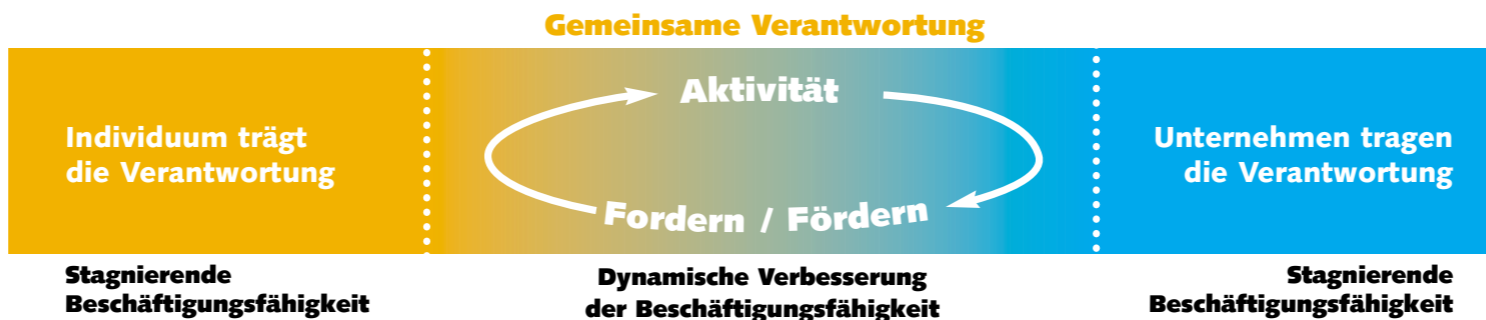 Gemeinsame Verantwortung
Aktivität
Individuum trägt
die Verantwortung
Unternehmen tragen
die Verantwortung
Fordern / Fördern
Stagnierende
Beschäftigungsfähigkeit
Dynamische Verbesserung
der Beschäftigungsfähigkeit
Stagnierende
Beschäftigungsfähigkeit